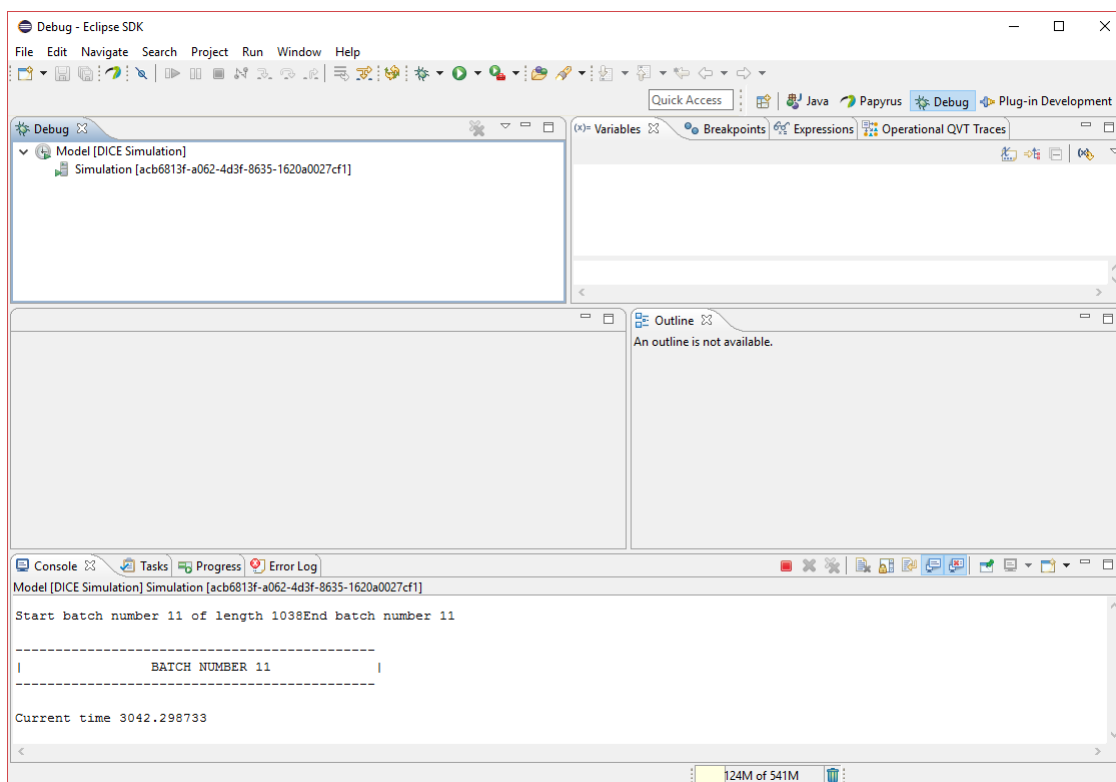 Debug - Eclipse SDK
File Edit Navigate Search Project Run Window Help
Quick Access Java Papyrus Debug Plug-in Development
Debug
Model [DICE Simulation]
Simulation [acb6813f-a062-4d3f-8635-1620a0027cf1]
(x)= Variables Breakpoints Expressions Operational QVT Traces
Outline
An outline is not available.
Console Tasks Progress Error Log
Model [DICE Simulation] Simulation [acb6813f-a062-4d3f-8635-1620a0027cf1]
Start batch number 11 of length 1038End batch number 11
---------------------------------------------
| BATCH NUMBER 11 |
---------------------------------------------
Current time 3042.298733
124M of 541M